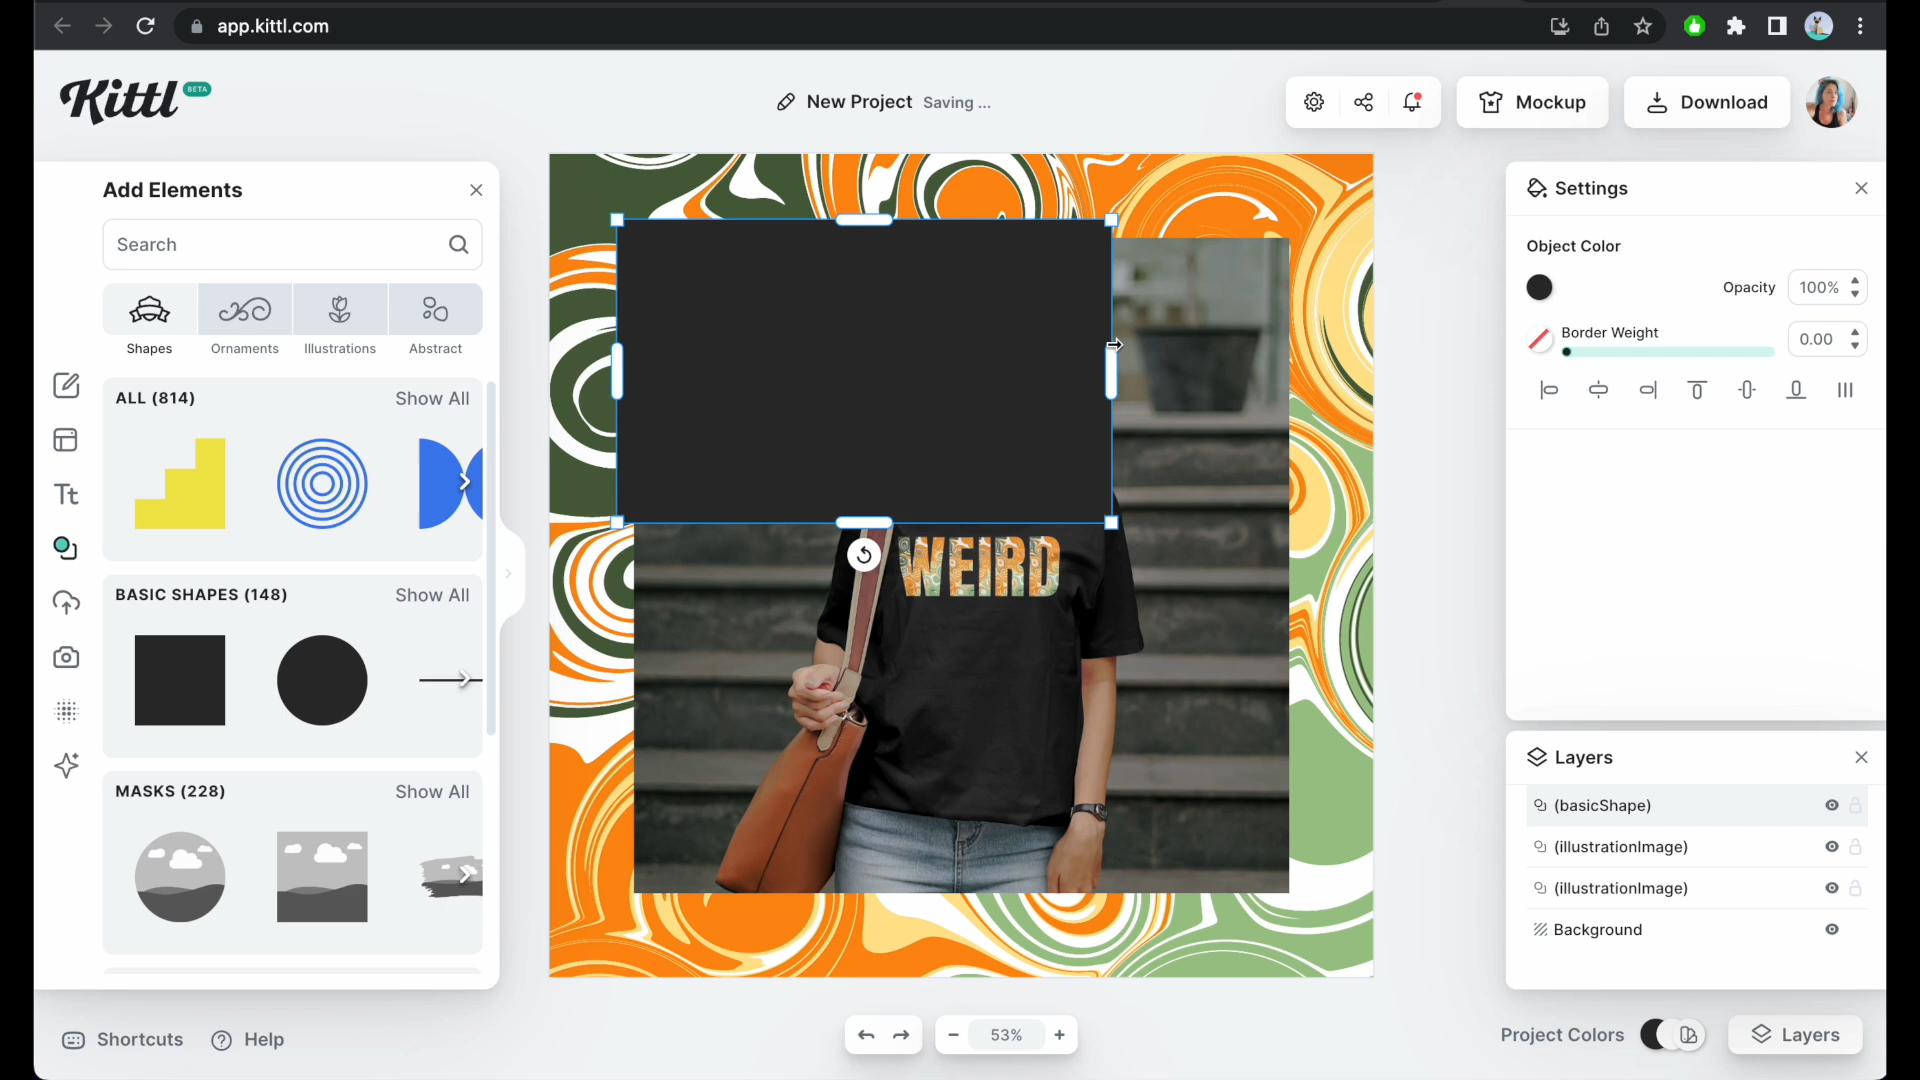 app.kittl.com
Kittl BETA
New Project Saving ...
Mockup
Download
Add Elements
Search
Shapes Ornaments Illustrations Abstract
ALL (814) Show All
BASIC SHAPES (148) Show All
MASKS (228) Show All
Tt
WEIRD
Settings
Object Color
Opacity 100%
Border Weight 0.00
Layers
(basicShape)
(illustrationImage)
(illustrationImage)
Background
Shortcuts Help
53%
Project Colors
Layers